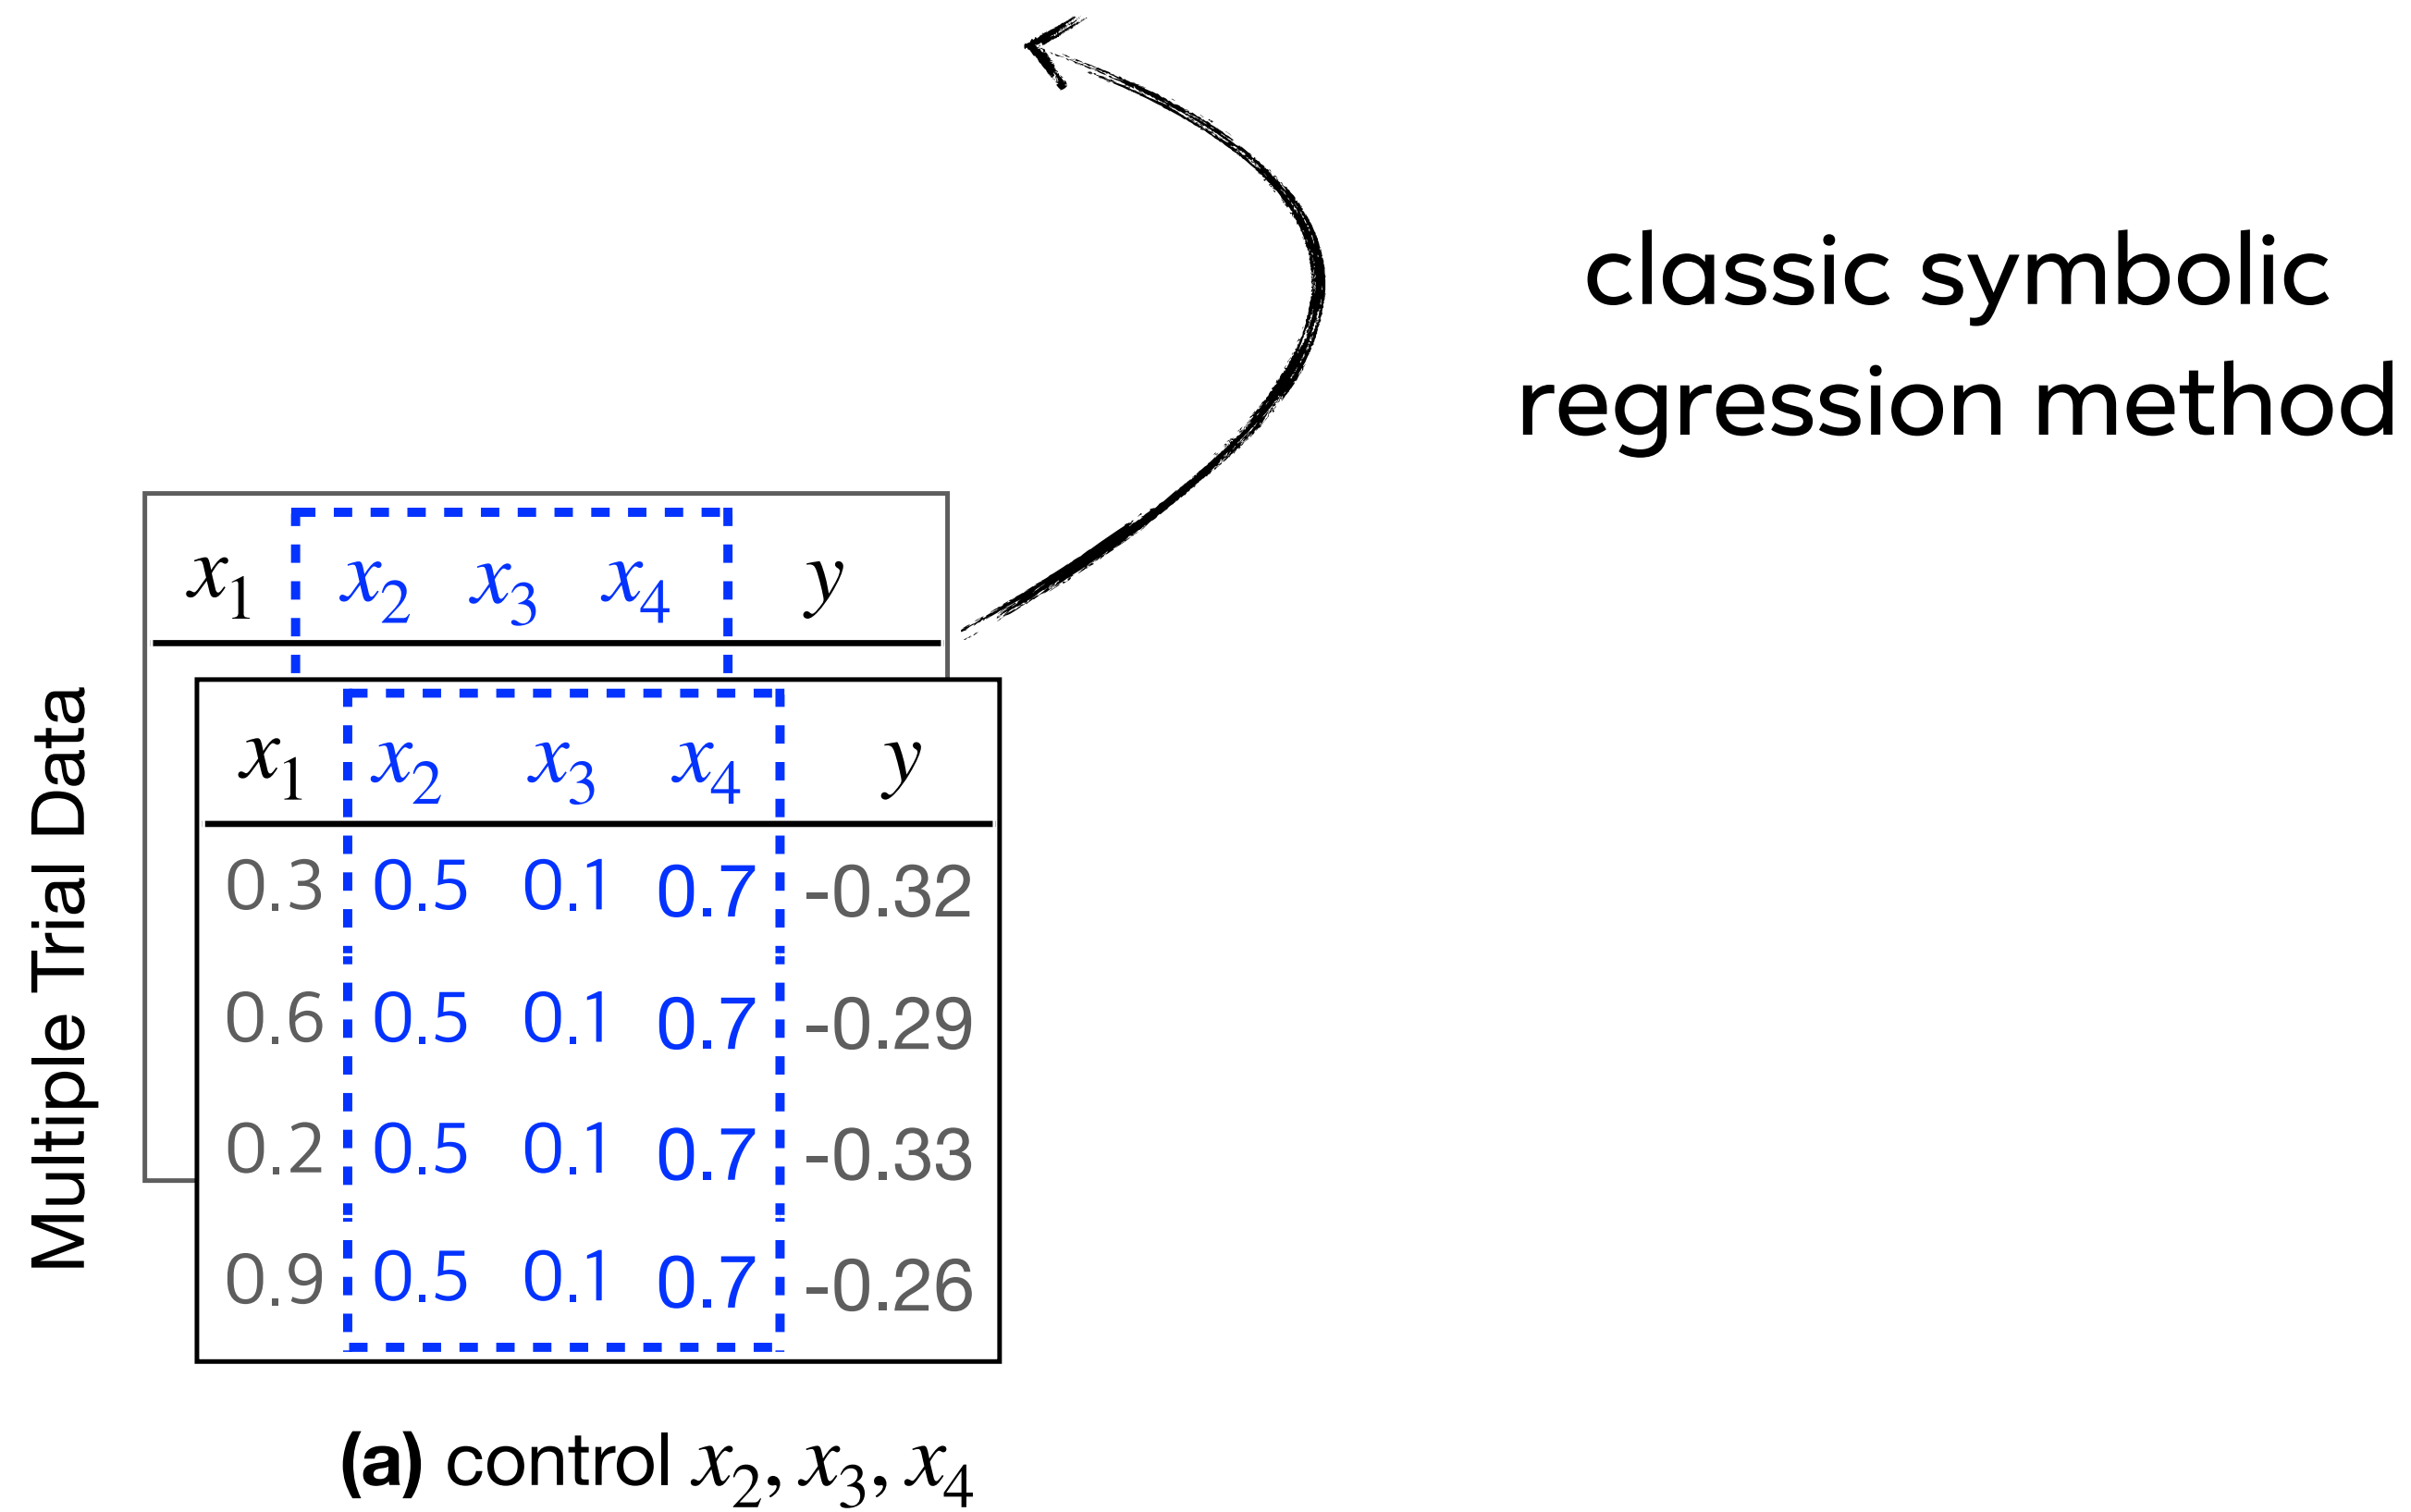 classic symbolic
regression method
Multiple Trial Data
x₁ x₂ x₃ x₄ y
x₁ x₂ x₃ x₄ y
0.3 0.5 0.1 0.7 -0.32
0.6 0.5 0.1 0.7 -0.29
0.2 0.5 0.1 0.7 -0.33
0.9 0.5 0.1 0.7 -0.26
(a) control x₂, x₃, x₄